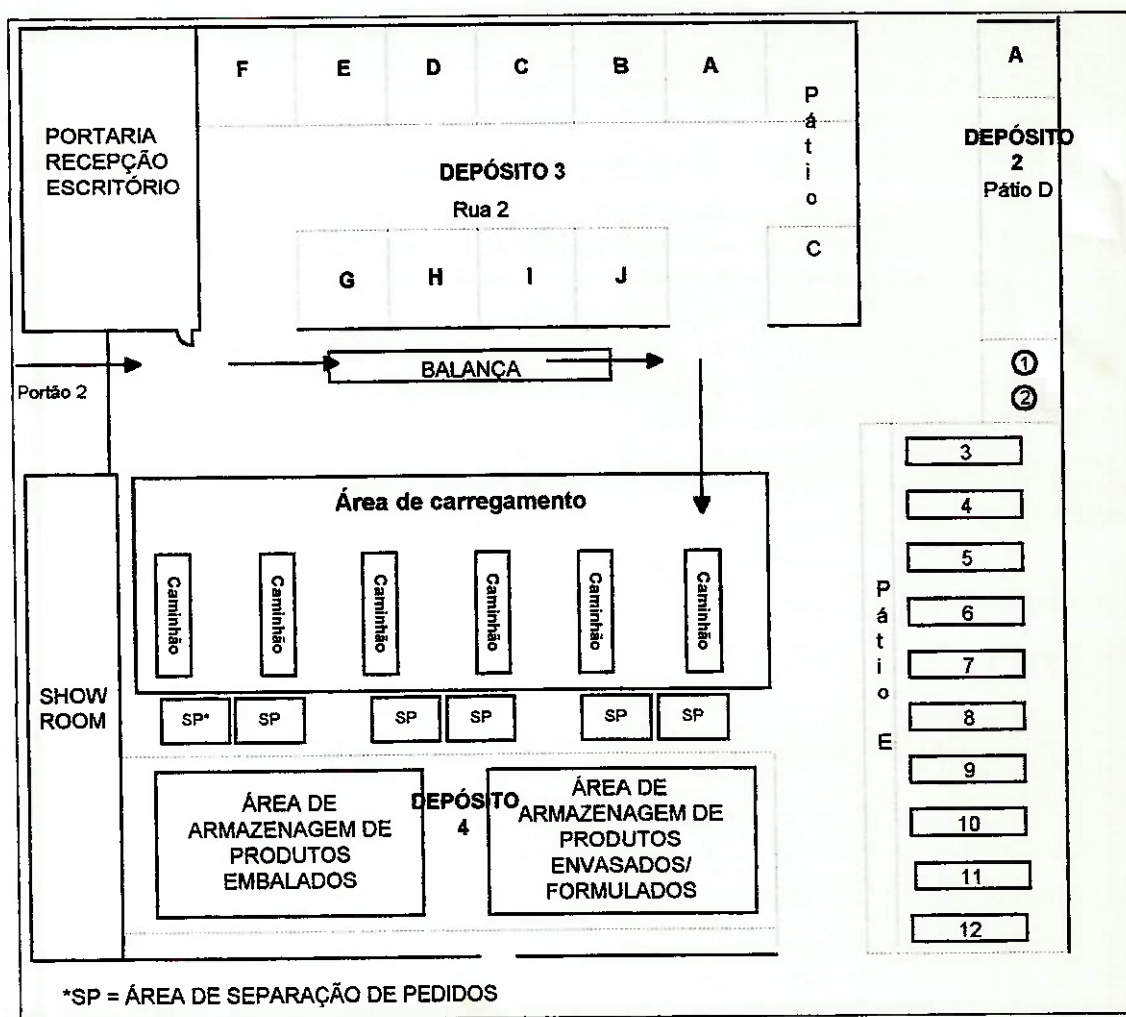 F E D C B A
A
PORTARIA
RECEPÇÃO
ESCRITÓRIO
DEPÓSITO 3
Rua 2
Pátio C
DEPÓSITO
2
Pátio D
G H I J
BALANÇA
Portão 2
1
2
Área de carregamento
Caminhão
Caminhão
Caminhão
Caminhão
Caminhão
Caminhão
Pátio E
3
4
5
6
7
8
9
10
11
12
SHOW
ROOM
SP* SP SP SP SP SP
ÁREA DE
ARMAZENAGEM DE
PRODUTOS
EMBALADOS
DEPÓSITO
4
ÁREA DE
ARMAZENAGEM DE
PRODUTOS
ENVASADOS/
FORMULADOS
*SP = ÁREA DE SEPARAÇÃO DE PEDIDOS